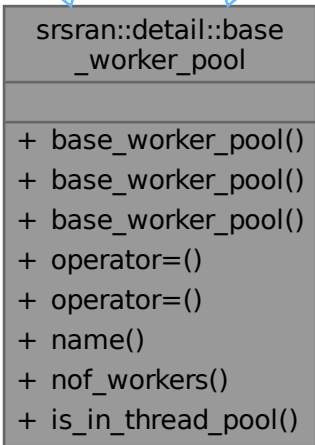 srsran::detail::base
_worker_pool
+ base_worker_pool()
+ base_worker_pool()
+ base_worker_pool()
+ operator=()
+ operator=()
+ name()
+ nof_workers()
+ is_in_thread_pool()